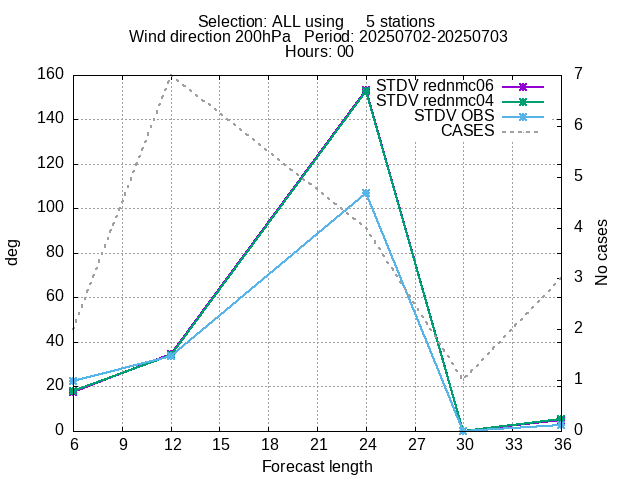 Selection: ALL using     5 stations
Wind direction 200hPa   Period: 20250702-20250703
Hours: 00
STDV rednmc06
STDV rednmc04
STDV OBS
CASES
160
140
120
100
80
60
40
20
0
7
6
5
4
3
2
1
0
deg
No cases
6 9 12 15 18 21 24 27 30 33 36
Forecast length